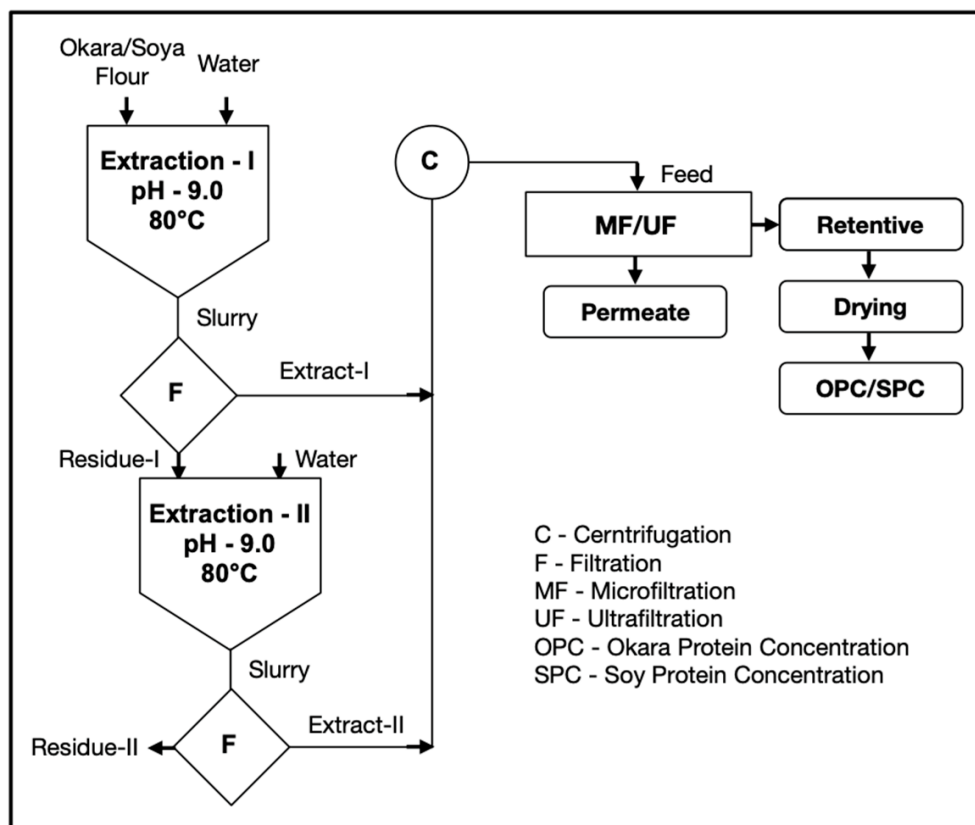 Okara/Soya
Flour
Water
Extraction - I
pH - 9.0
80°C
Slurry
F
Extract-I
Residue-I
Water
Extraction - II
pH - 9.0
80°C
Slurry
F
Extract-II
Residue-II
C
Feed
MF/UF
Retentive
Permeate
Drying
OPC/SPC
C - Cerntrifugation
F - Filtration
MF - Microfiltration
UF - Ultrafiltration
OPC - Okara Protein Concentration
SPC - Soy Protein Concentration